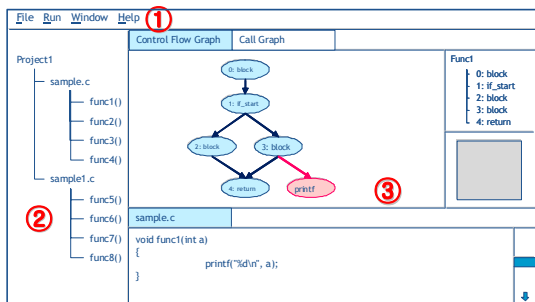 File Run Window Help
①
Control Flow Graph Call Graph
Project1
sample.c
func1()
func2()
func3()
func4()
sample1.c
func5()
func6()
func7()
func8()
②
0: block
1: if_start
2: block
3: block
4: return
printf
③
Func1
0: block
1: if_start
2: block
3: block
4: return
sample.c
void func1(int a)
{
printf("%d\n", a);
}